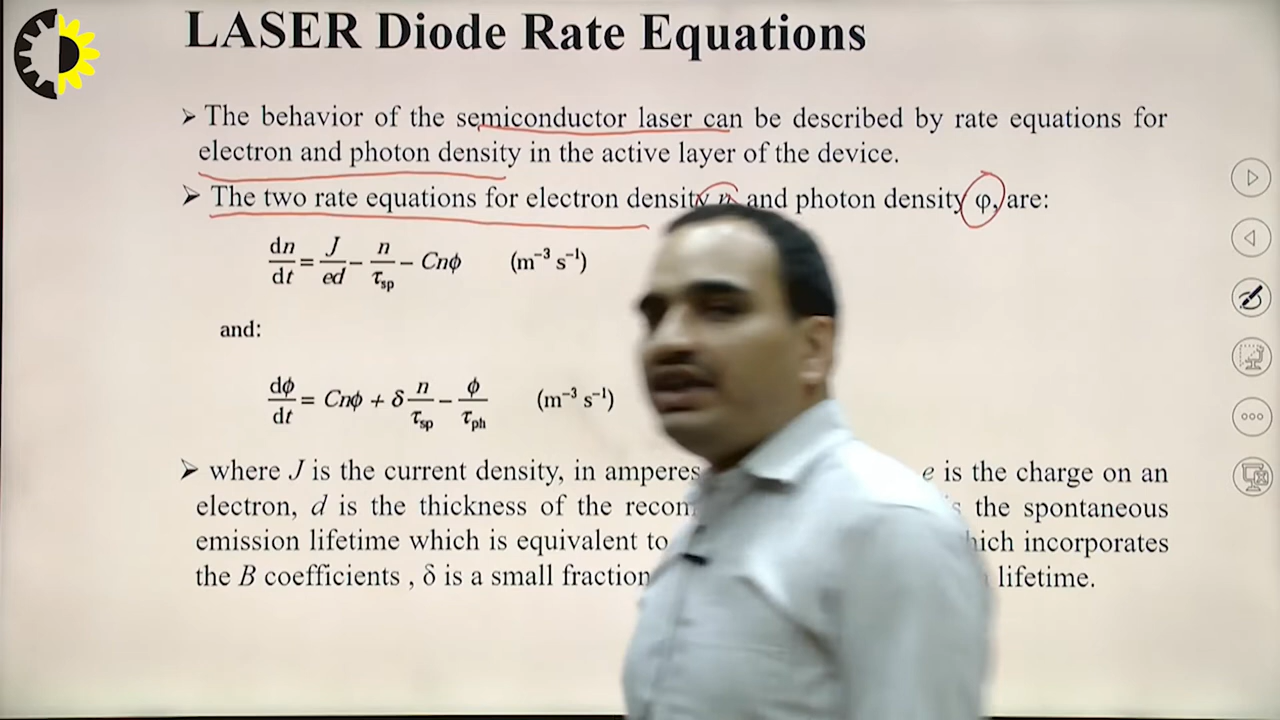 LASER Diode Rate Equations
➢ The behavior of the semiconductor laser can be described by rate equations for
electron and photon density in the active layer of the device.
➢ The two rate equations for electron density n and photon density φ, are:
dn/dt = J/ed − n/τsp − Cnϕ (m⁻³ s⁻¹)
and:
dϕ/dt = Cnϕ + δ n/τsp − ϕ/τph (m⁻³ s⁻¹)
➢ where J is the current density, in amperes e is the charge on an
electron, d is the thickness of the the spontaneous
emission lifetime which is equivalent to incorporates
the B coefficients , δ is a small fraction lifetime.